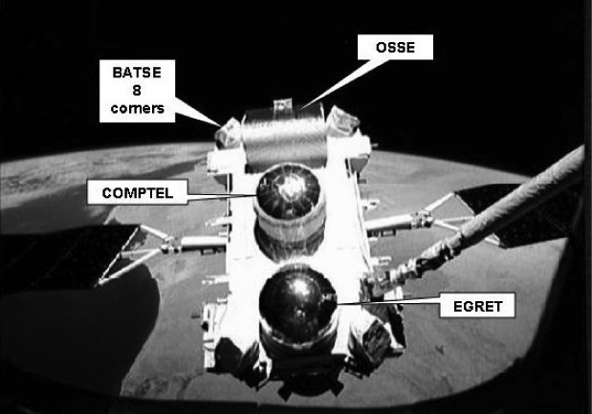 OSSE
BATSE
8
corners
COMPTEL
EGRET